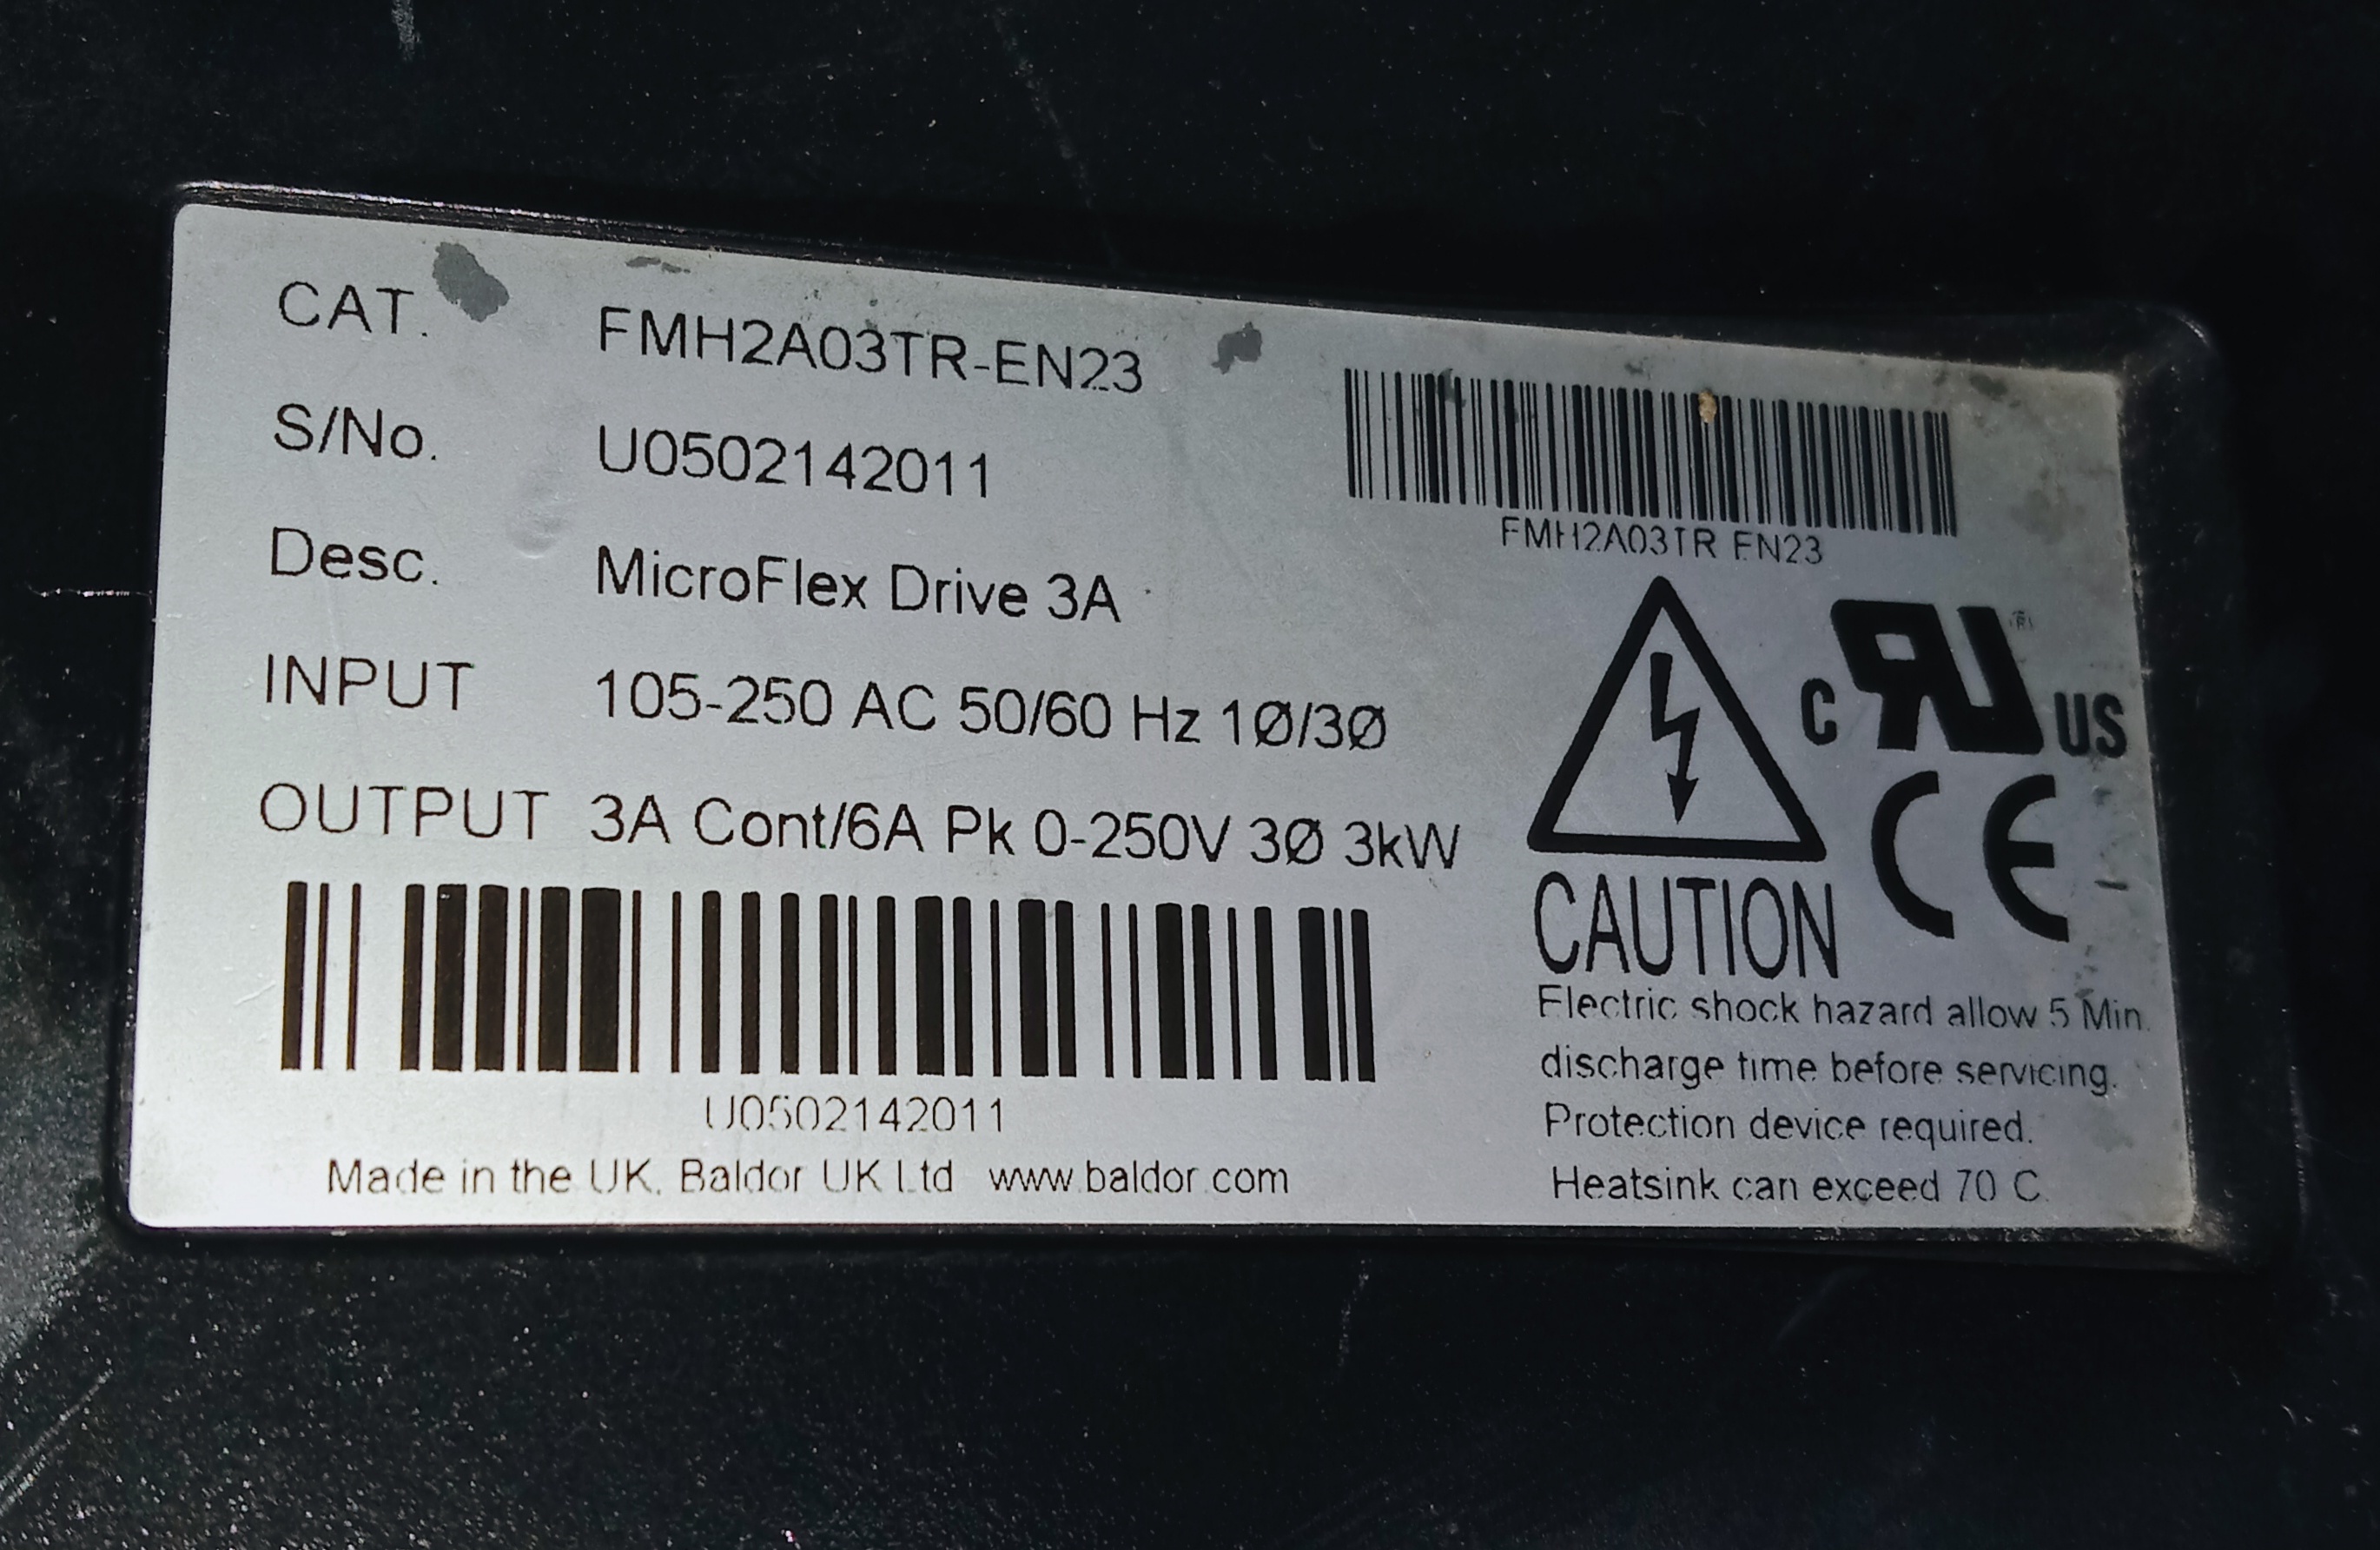 CAT. FMH2A03TR-EN23
S/No. U0502142011
Desc. MicroFlex Drive 3A
INPUT 105-250 AC 50/60 Hz 1Ø/3Ø
OUTPUT 3A Cont/6A Pk 0-250V 3Ø 3kW
U0502142011
Made in the UK, Baldor UK Ltd www.baldor.com
FMH2A03TR-EN23
c RU ® US
CE
CAUTION
Electric shock hazard allow 5 Min.
discharge time before servicing.
Protection device required.
Heatsink can exceed 70 C.